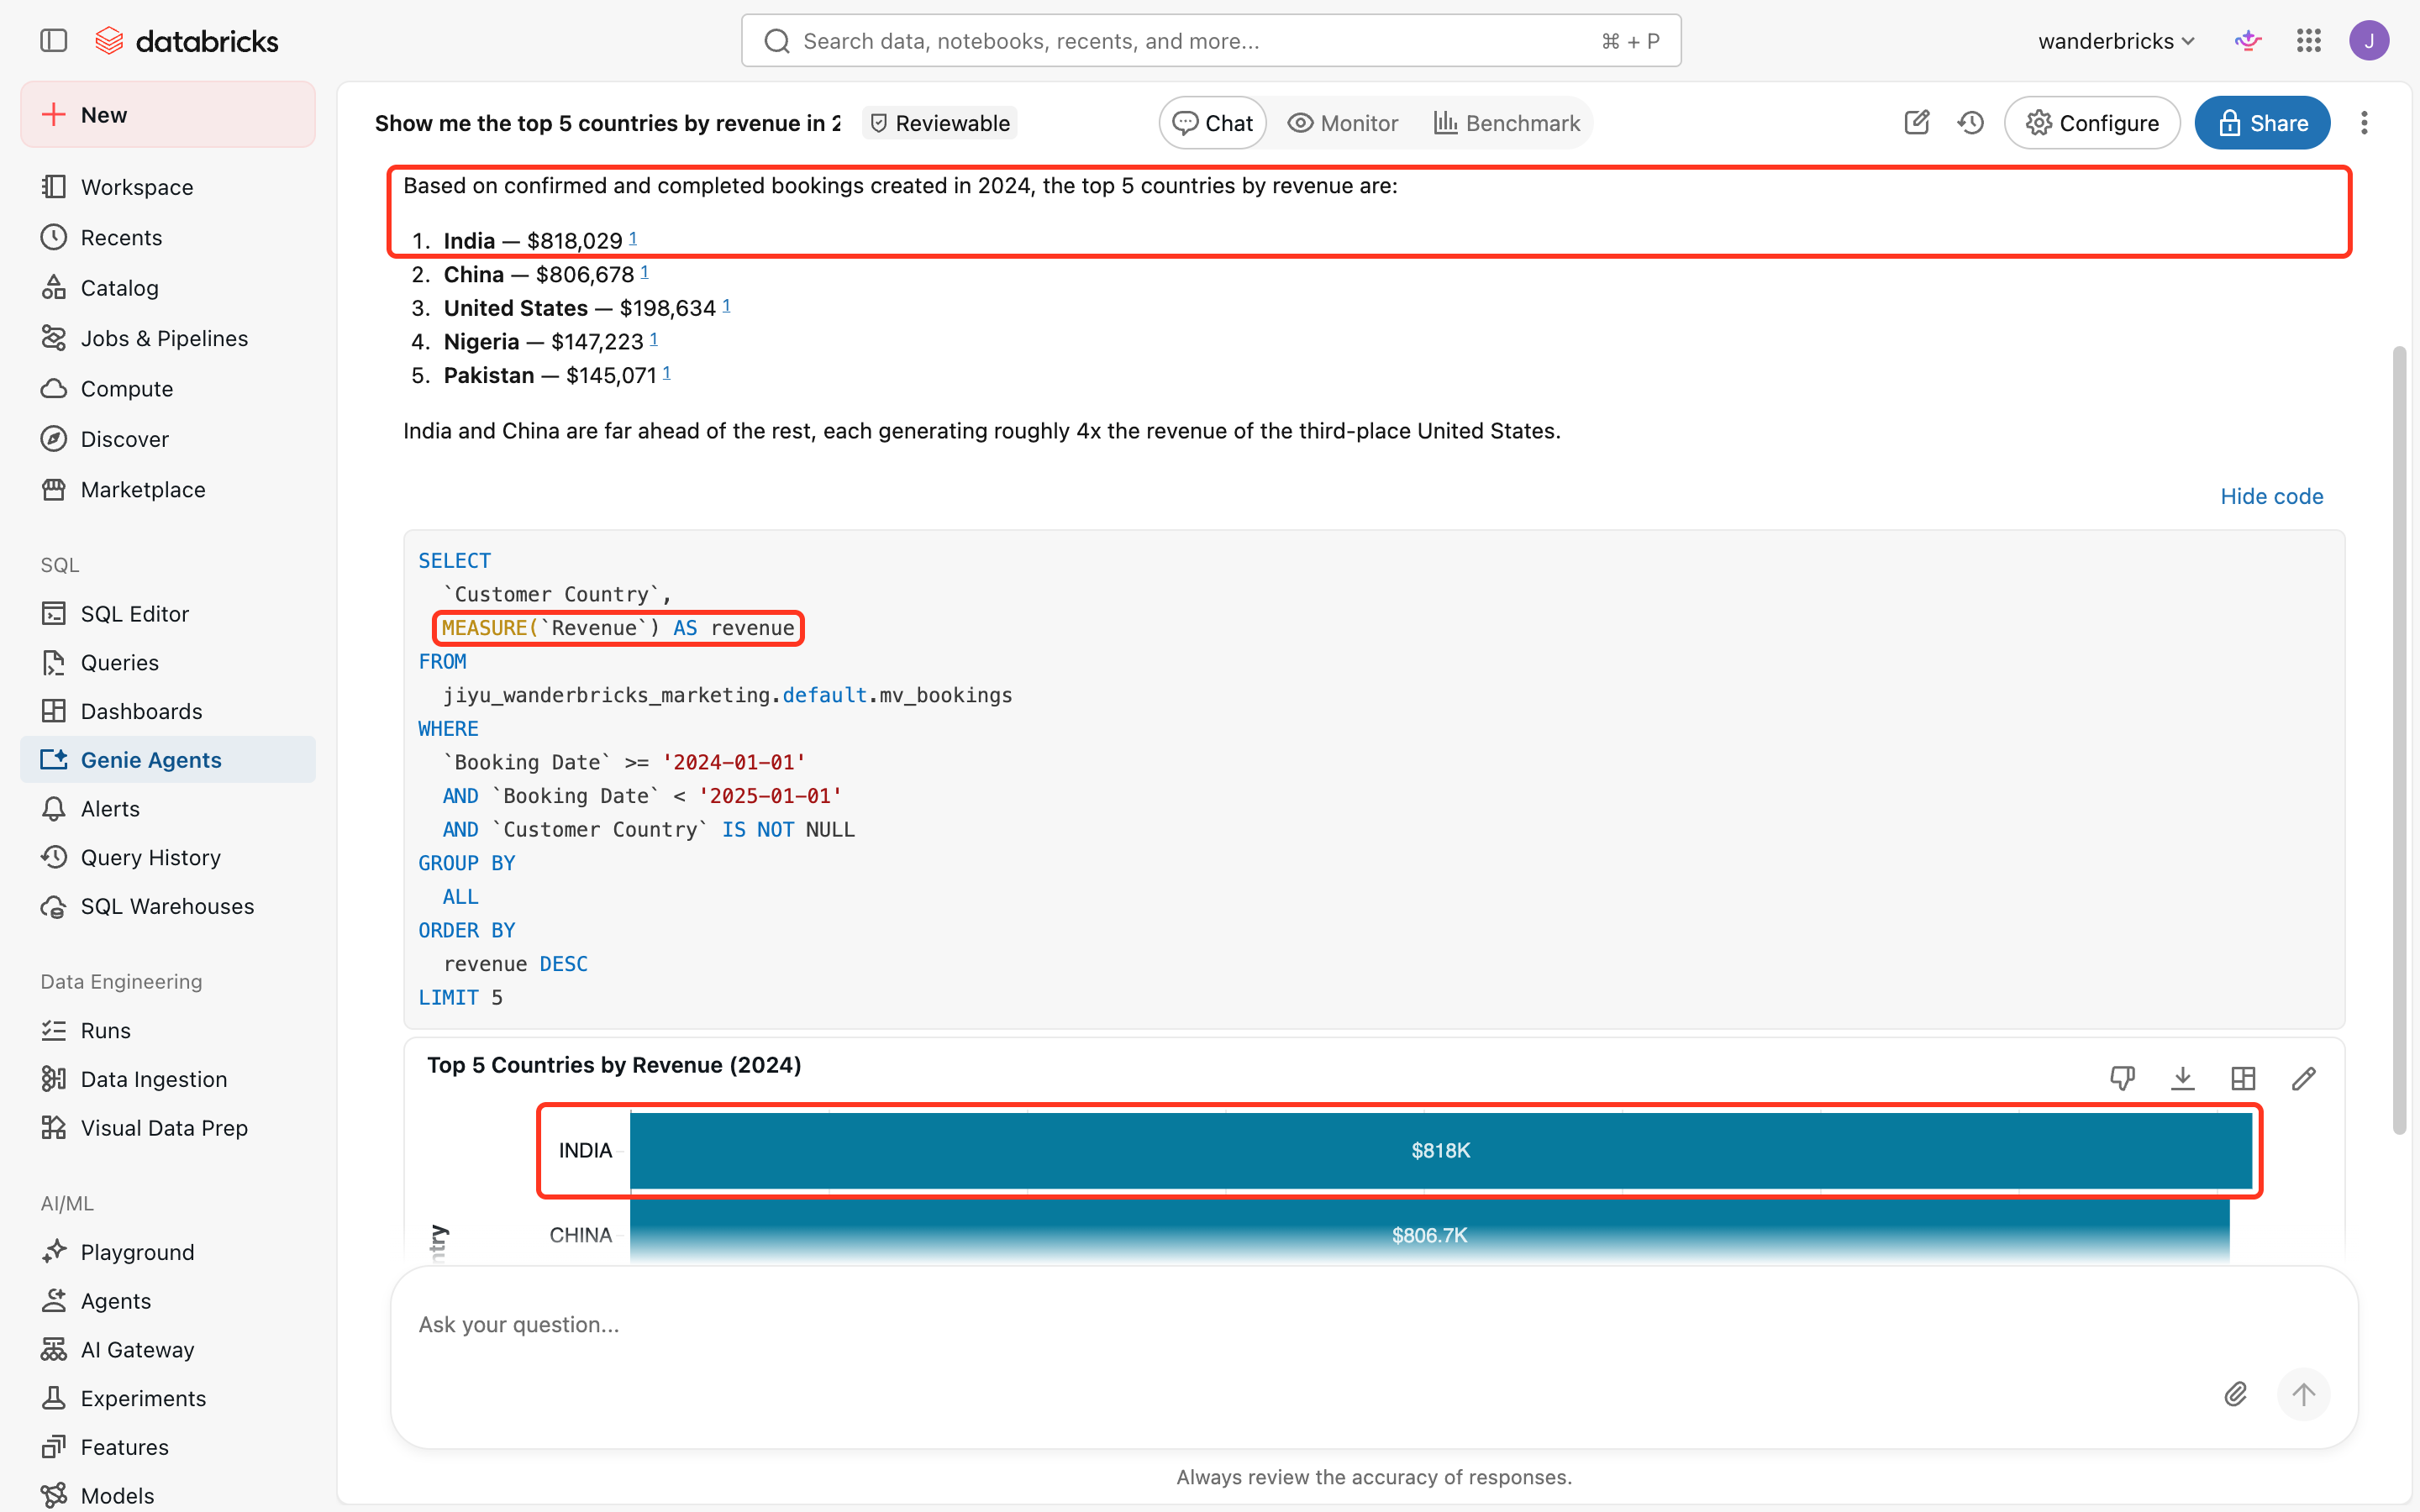 databricks
Search data, notebooks, recents, and more...
⌘ + P
wanderbricks
J
New
Workspace
Recents
Catalog
Jobs & Pipelines
Compute
Discover
Marketplace
SQL
SQL Editor
Queries
Dashboards
Genie Agents
Alerts
Query History
SQL Warehouses
Data Engineering
Runs
Data Ingestion
Visual Data Prep
AI/ML
Playground
Agents
AI Gateway
Experiments
Features
Models
Show me the top 5 countries by revenue in 2
Reviewable
Chat
Monitor
Benchmark
Configure
Share
Based on confirmed and completed bookings created in 2024, the top 5 countries by revenue are:
1. India — $818,029 1
2. China — $806,678 1
3. United States — $198,634 1
4. Nigeria — $147,223 1
5. Pakistan — $145,071 1
India and China are far ahead of the rest, each generating roughly 4x the revenue of the third-place United States.
Hide code
SELECT
`Customer Country`,
MEASURE(`Revenue`) AS revenue
FROM
jiyu_wanderbricks_marketing.default.mv_bookings
WHERE
`Booking Date` >= '2024-01-01'
AND `Booking Date` < '2025-01-01'
AND `Customer Country` IS NOT NULL
GROUP BY
ALL
ORDER BY
revenue DESC
LIMIT 5
Top 5 Countries by Revenue (2024)
INDIA
$818K
CHINA
$806.7K
Ask your question...
Always review the accuracy of responses.